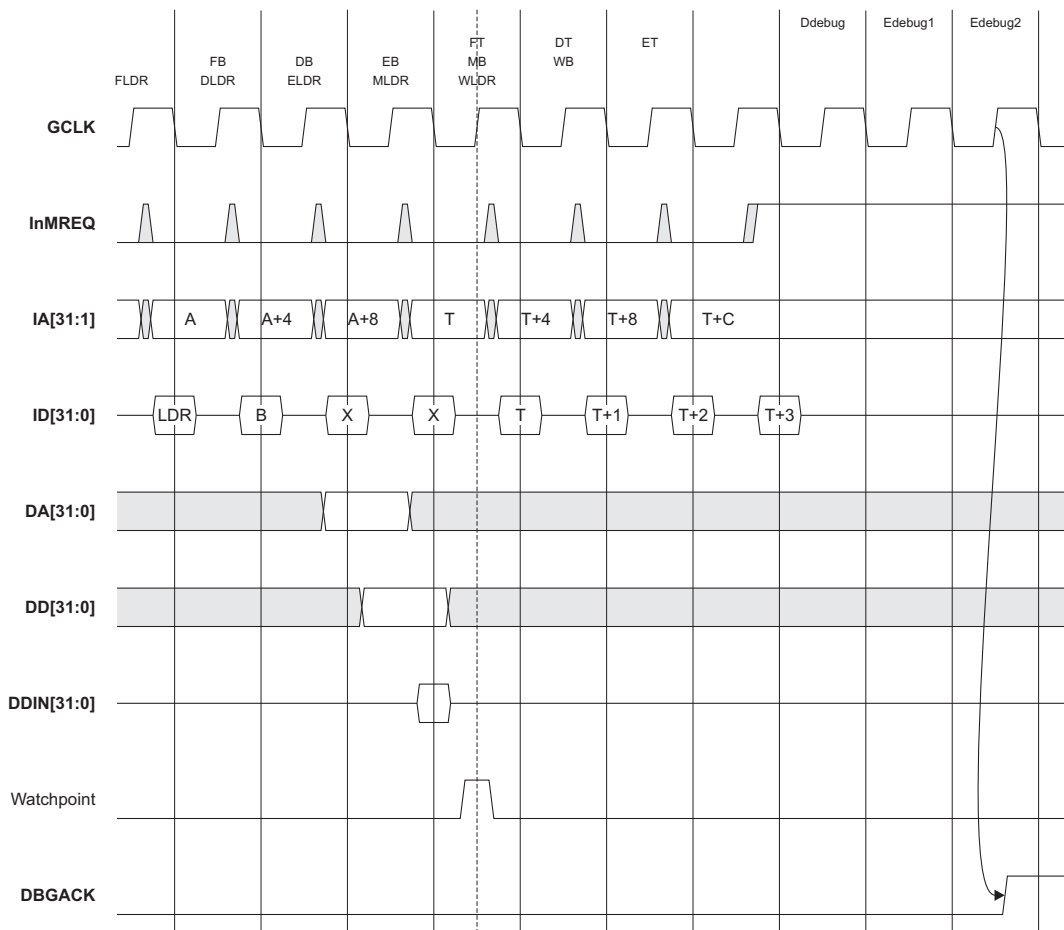 Ddebug Edebug1 Edebug2
FT DT ET
FB DB EB MB WB
FLDR DLDR ELDR MLDR WLDR
GCLK
InMREQ
IA[31:1] A A+4 A+8 T T+4 T+8 T+C
ID[31:0] LDR B X X T T+1 T+2 T+3
DA[31:0]
DD[31:0]
DDIN[31:0]
Watchpoint
DBGACK